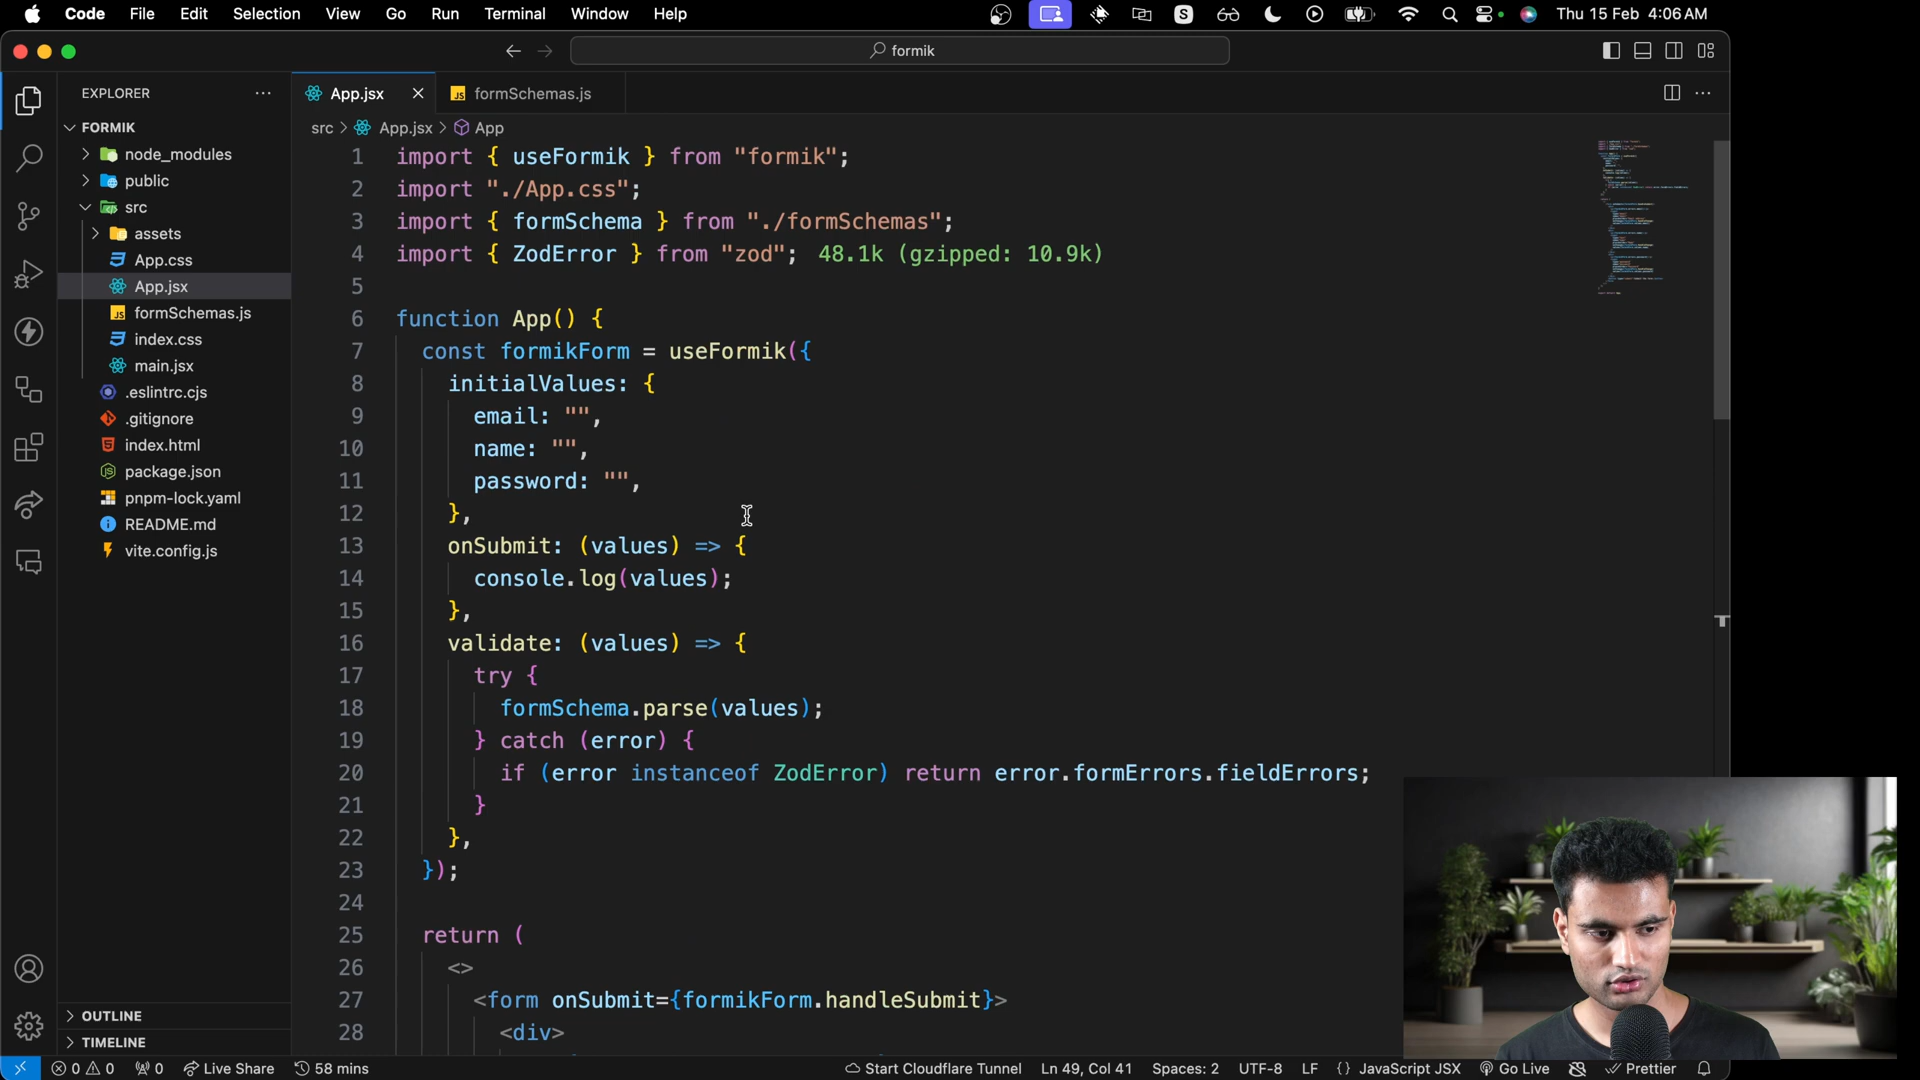 Code File Edit Selection View Go Run Terminal Window Help
S
Thu 15 Feb 4:06 AM
formik
EXPLORER
App.jsx
JS formSchemas.js
FORMIK
src > App.jsx > App
node_modules
public
src
assets
App.css
App.jsx
JS formSchemas.js
index.css
main.jsx
.eslintrc.cjs
.gitignore
index.html
package.json
pnpm-lock.yaml
README.md
vite.config.js
OUTLINE
TIMELINE
1 import { useFormik } from "formik";
2 import "./App.css";
3 import { formSchema } from "./formSchemas";
4 import { ZodError } from "zod"; 48.1k (gzipped: 10.9k)
5
6 function App() {
7 const formikForm = useFormik({
8 initialValues: {
9 email: "",
10 name: "",
11 password: "",
12 },
13 onSubmit: (values) => {
14 console.log(values);
15 },
16 validate: (values) => {
17 try {
18 formSchema.parse(values);
19 } catch (error) {
20 if (error instanceof ZodError) return error.formErrors.fieldErrors;
21 }
22 },
23 });
24
25 return (
26 <>
27 <form onSubmit={formikForm.handleSubmit}>
28 <div>
0 0 0 Live Share 58 mins Start Cloudflare Tunnel Ln 49, Col 41 Spaces: 2 UTF-8 LF {} JavaScript JSX Go Live Prettier